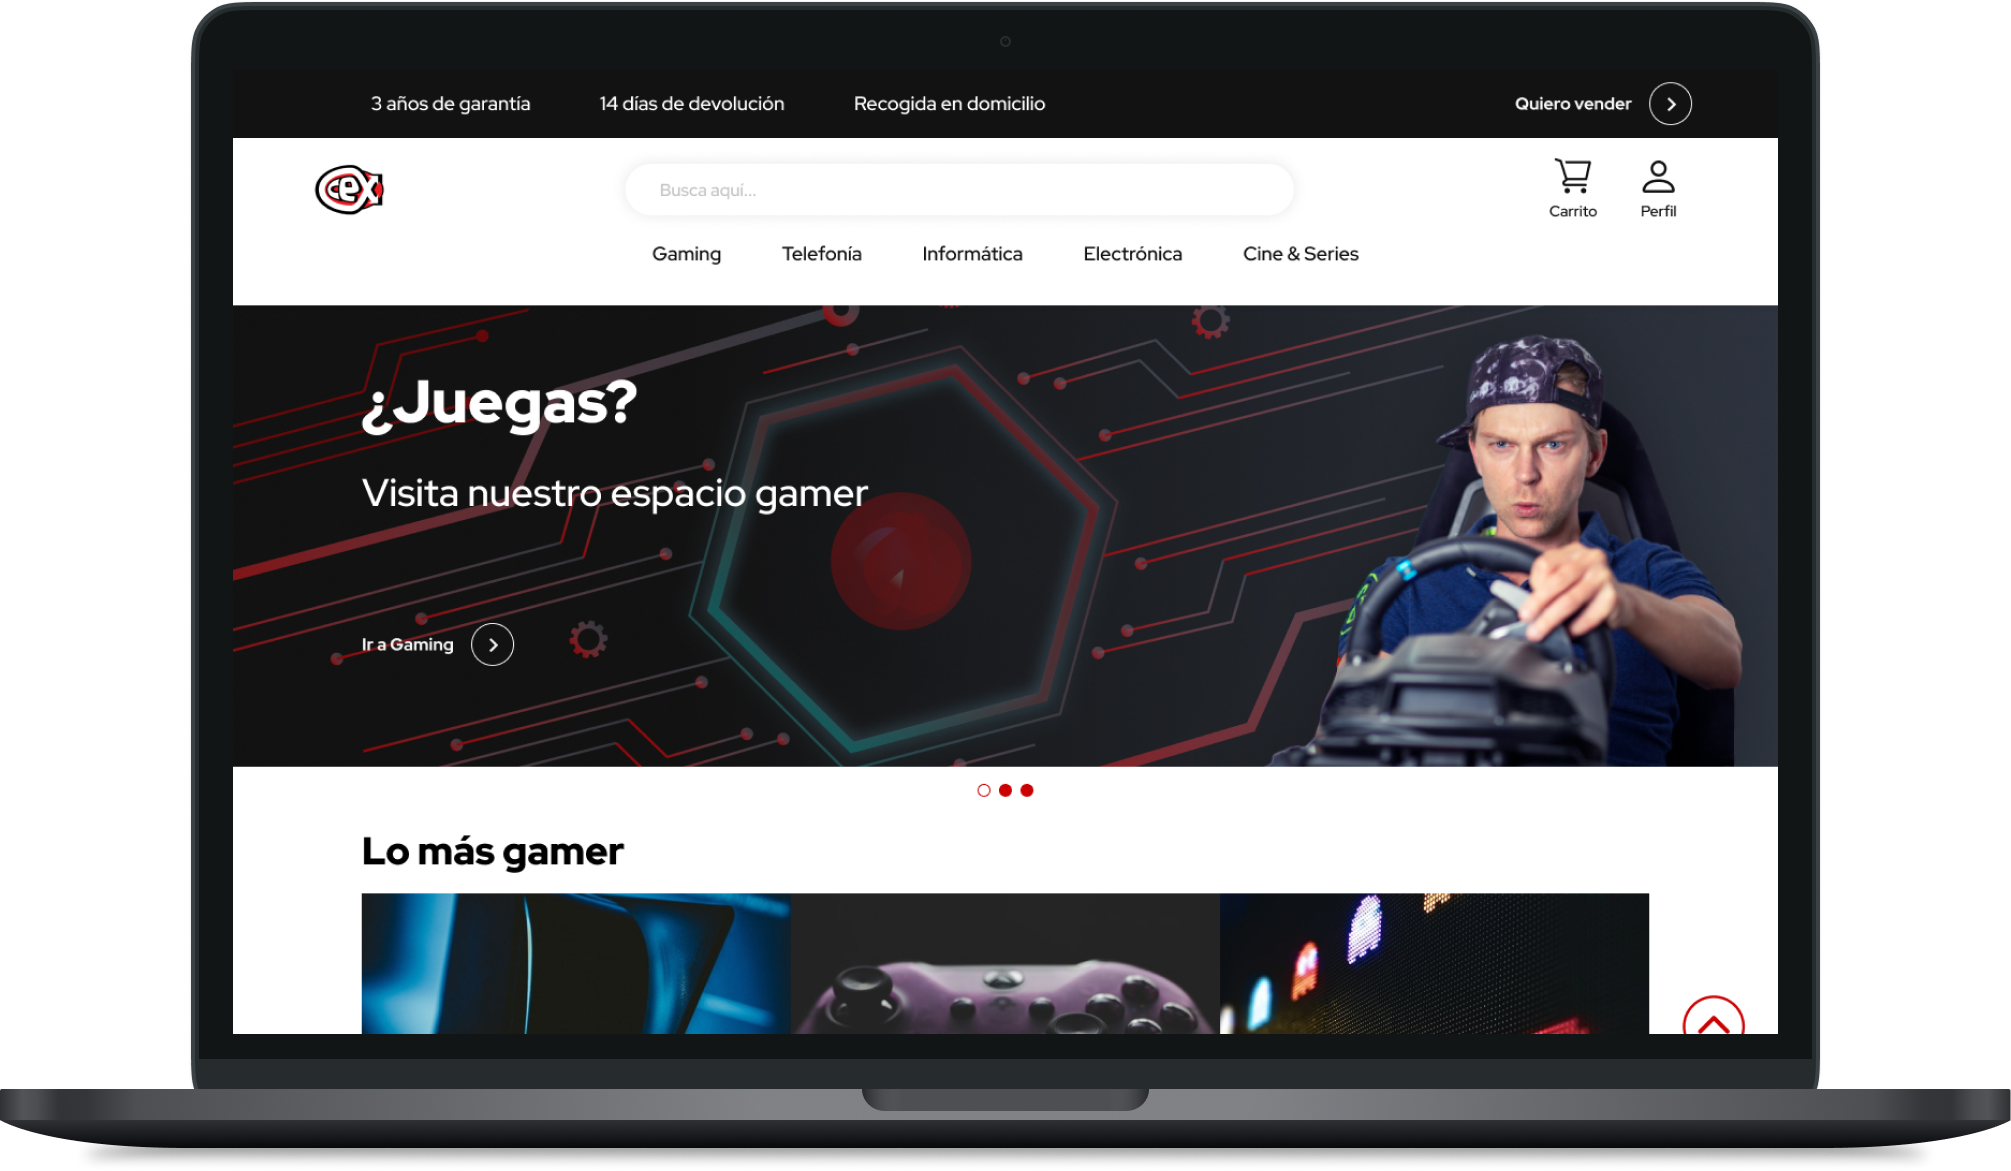 3 años de garantía
14 días de devolución
Recogida en domicilio
Quiero vender
cex
Busca aquí...
Carrito
Perfil
Gaming
Telefonía
Informática
Electrónica
Cine & Series
¿Juegas?
Visita nuestro espacio gamer
Ir a Gaming
Lo más gamer